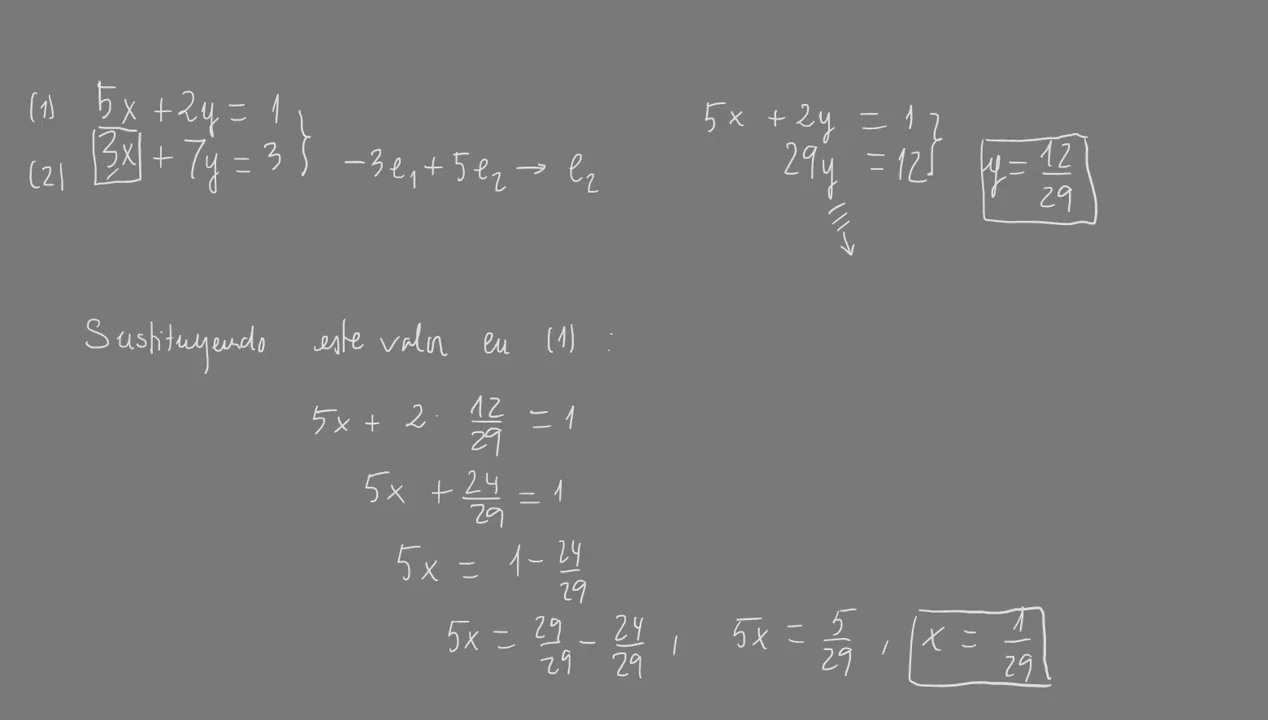 (1) 5x + 2y = 1
(2) 3x + 7y = 3 } -3e₁ + 5e₂ → e₂
5x + 2y = 1
29y = 12 } y = 12/29
Sustituyendo este valor en (1) :
5x + 2 · 12/29 = 1
5x + 24/29 = 1
5x = 1 - 24/29
5x = 29/29 - 24/29 , 5x = 5/29 , x = 1/29